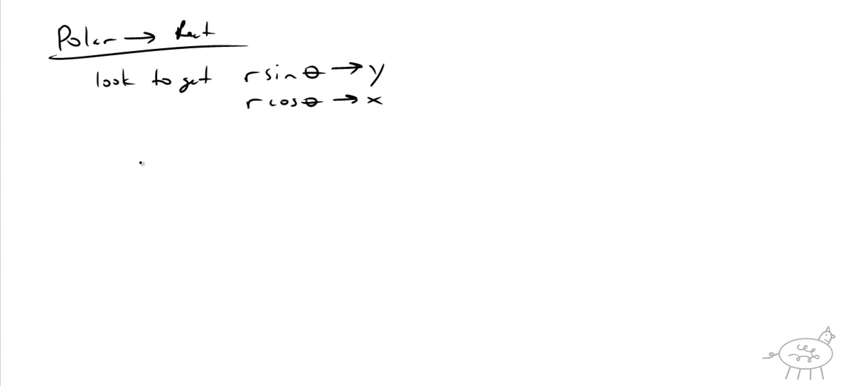 Polar → Rect
look to get r sin θ → y
r cos θ → x